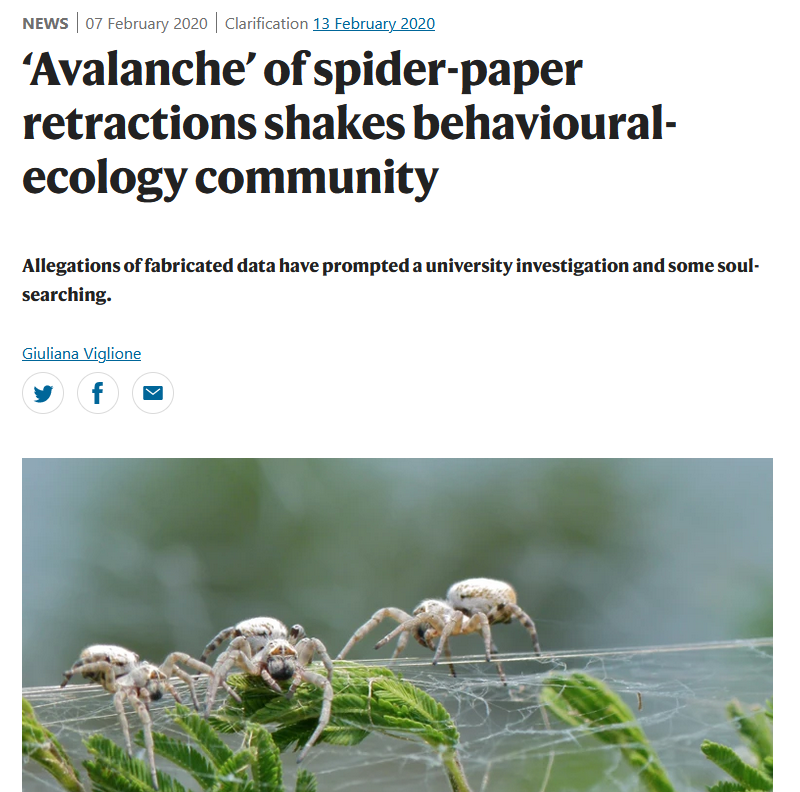 NEWS | 07 February 2020 | Clarification 13 February 2020
‘Avalanche’ of spider-paper
retractions shakes behavioural-
ecology community
Allegations of fabricated data have prompted a university investigation and some soul-
searching.
Giuliana Viglione